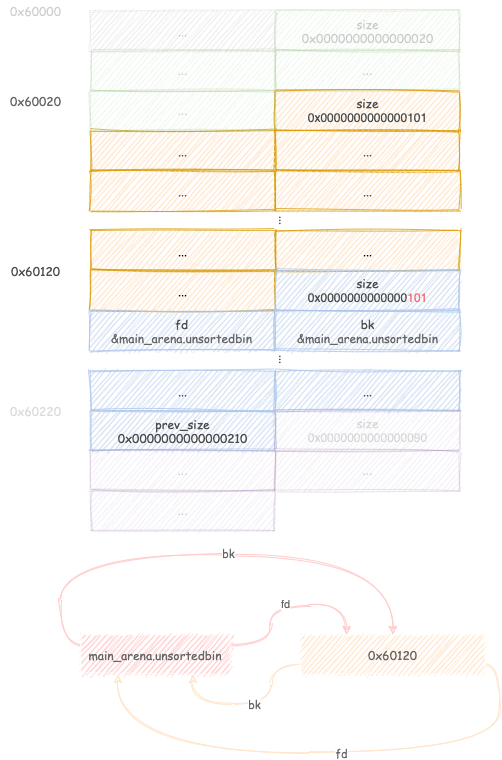 0x60000
size
...
0x0000000000000020
...
...
0x60020
size
...
0x0000000000000101
...
...
...
...
...
...
...
0x60120
size
...
0x0000000000000101
fd
bk
&main_arena.unsortedbin
&main_arena.unsortedbin
...
...
...
0x60220
prev_size
size
0x0000000000000210
0x0000000000000090
...
...
...
bk
fd
main_arena.unsortedbin
0x60120
bk
fd